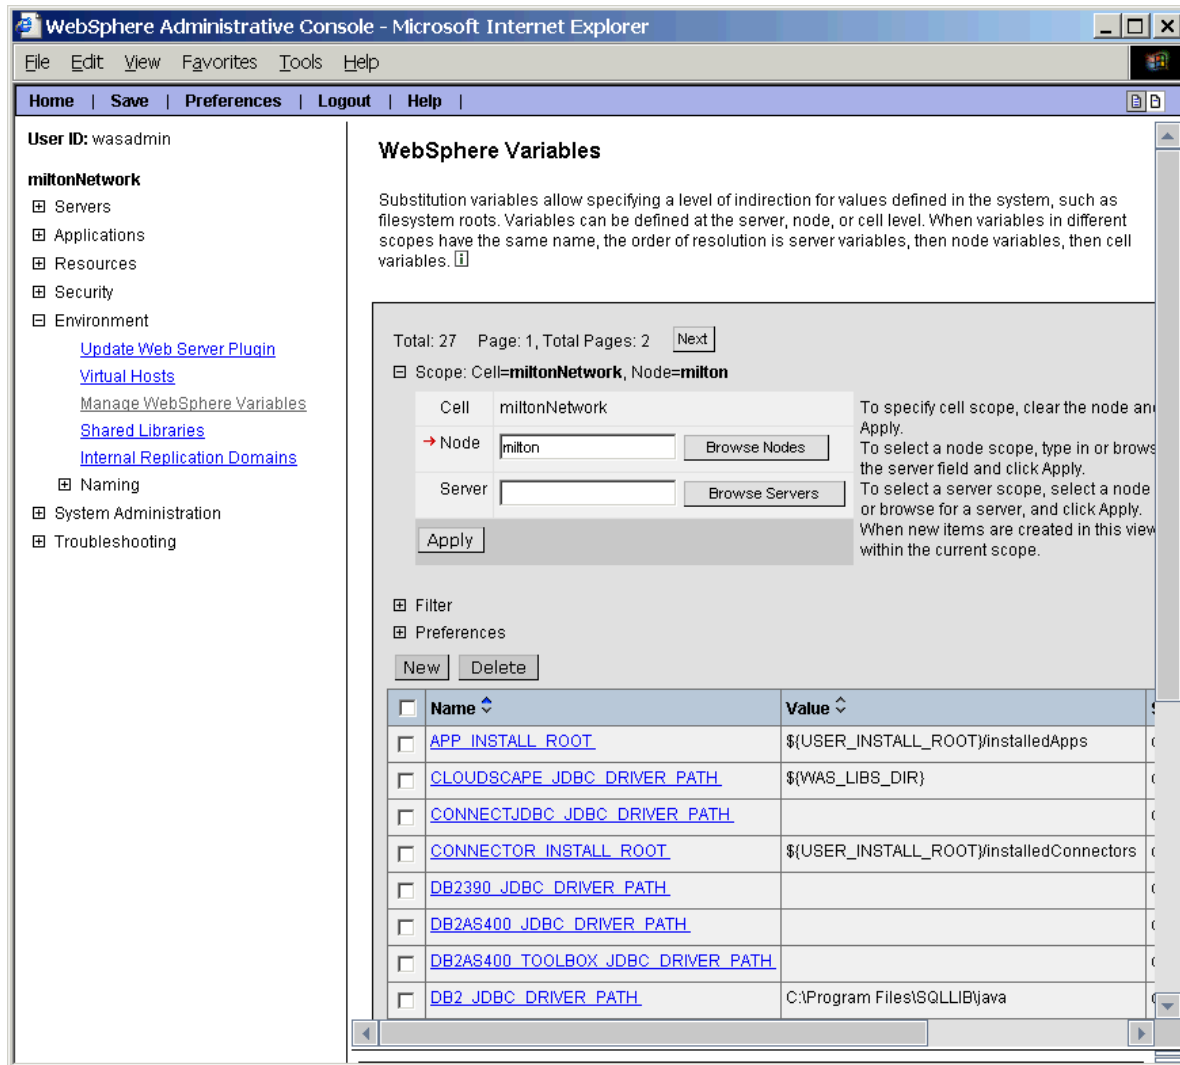 WebSphere Administrative Console - Microsoft Internet Explorer
File Edit View Favorites Tools Help
Home | Save | Preferences | Logout | Help |
User ID: wasadmin
miltonNetwork
Servers
Applications
Resources
Security
Environment
Update Web Server Plugin
Virtual Hosts
Manage WebSphere Variables
Shared Libraries
Internal Replication Domains
Naming
System Administration
Troubleshooting
WebSphere Variables
Substitution variables allow specifying a level of indirection for values defined in the system, such as
filesystem roots. Variables can be defined at the server, node, or cell level. When variables in different
scopes have the same name, the order of resolution is server variables, then node variables, then cell
variables. i
Total: 27 Page: 1, Total Pages: 2 Next
Scope: Cell=miltonNetwork, Node=milton
Cell miltonNetwork
Node milton Browse Nodes
Server Browse Servers
Apply
To specify cell scope, clear the node and
Apply.
To select a node scope, type in or brows
the server field and click Apply.
To select a server scope, select a node
or browse for a server, and click Apply.
When new items are created in this view
within the current scope.
Filter
Preferences
New Delete
Name Value
APP_INSTALL_ROOT ${USER_INSTALL_ROOT}/installedApps
CLOUDSCAPE_JDBC_DRIVER_PATH ${WAS_LIBS_DIR}
CONNECTJDBC_JDBC_DRIVER_PATH
CONNECTOR_INSTALL_ROOT ${USER_INSTALL_ROOT}/installedConnectors
DB2390_JDBC_DRIVER_PATH
DB2AS400_JDBC_DRIVER_PATH
DB2AS400_TOOLBOX_JDBC_DRIVER_PATH
DB2_JDBC_DRIVER_PATH C:\Program Files\SQLLIB\java